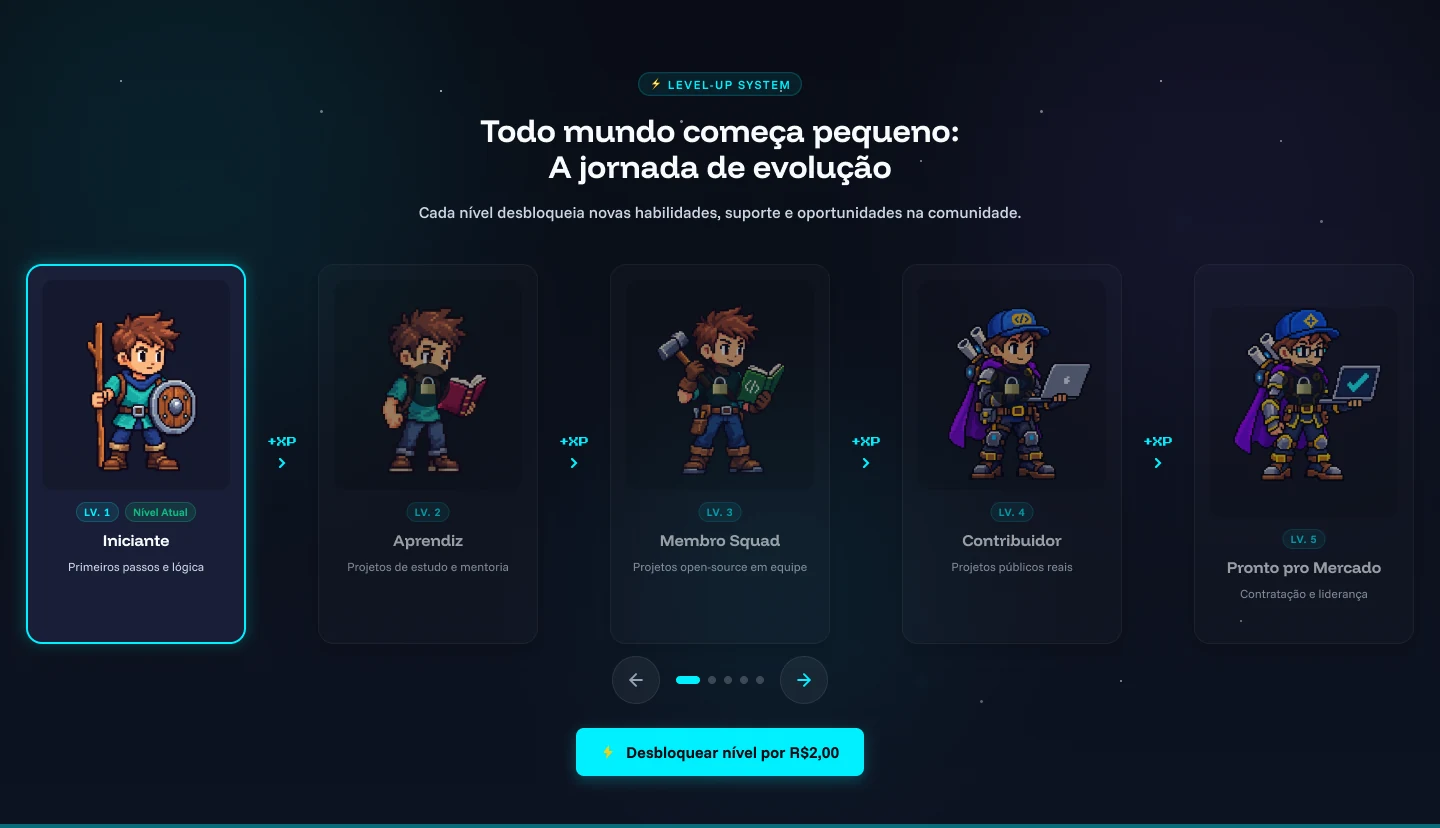 ⚡ LEVEL-UP SYSTEM
Todo mundo começa pequeno:
A jornada de evolução
Cada nível desbloqueia novas habilidades, suporte e oportunidades na comunidade.
LV. 1 Nível Atual
Iniciante
Primeiros passos e lógica
+XP
LV. 2
Aprendiz
Projetos de estudo e mentoria
+XP
LV. 3
Membro Squad
Projetos open-source em equipe
+XP
LV. 4
Contribuidor
Projetos públicos reais
+XP
LV. 5
Pronto pro Mercado
Contratação e liderança
⚡ Desbloquear nível por R$2,00